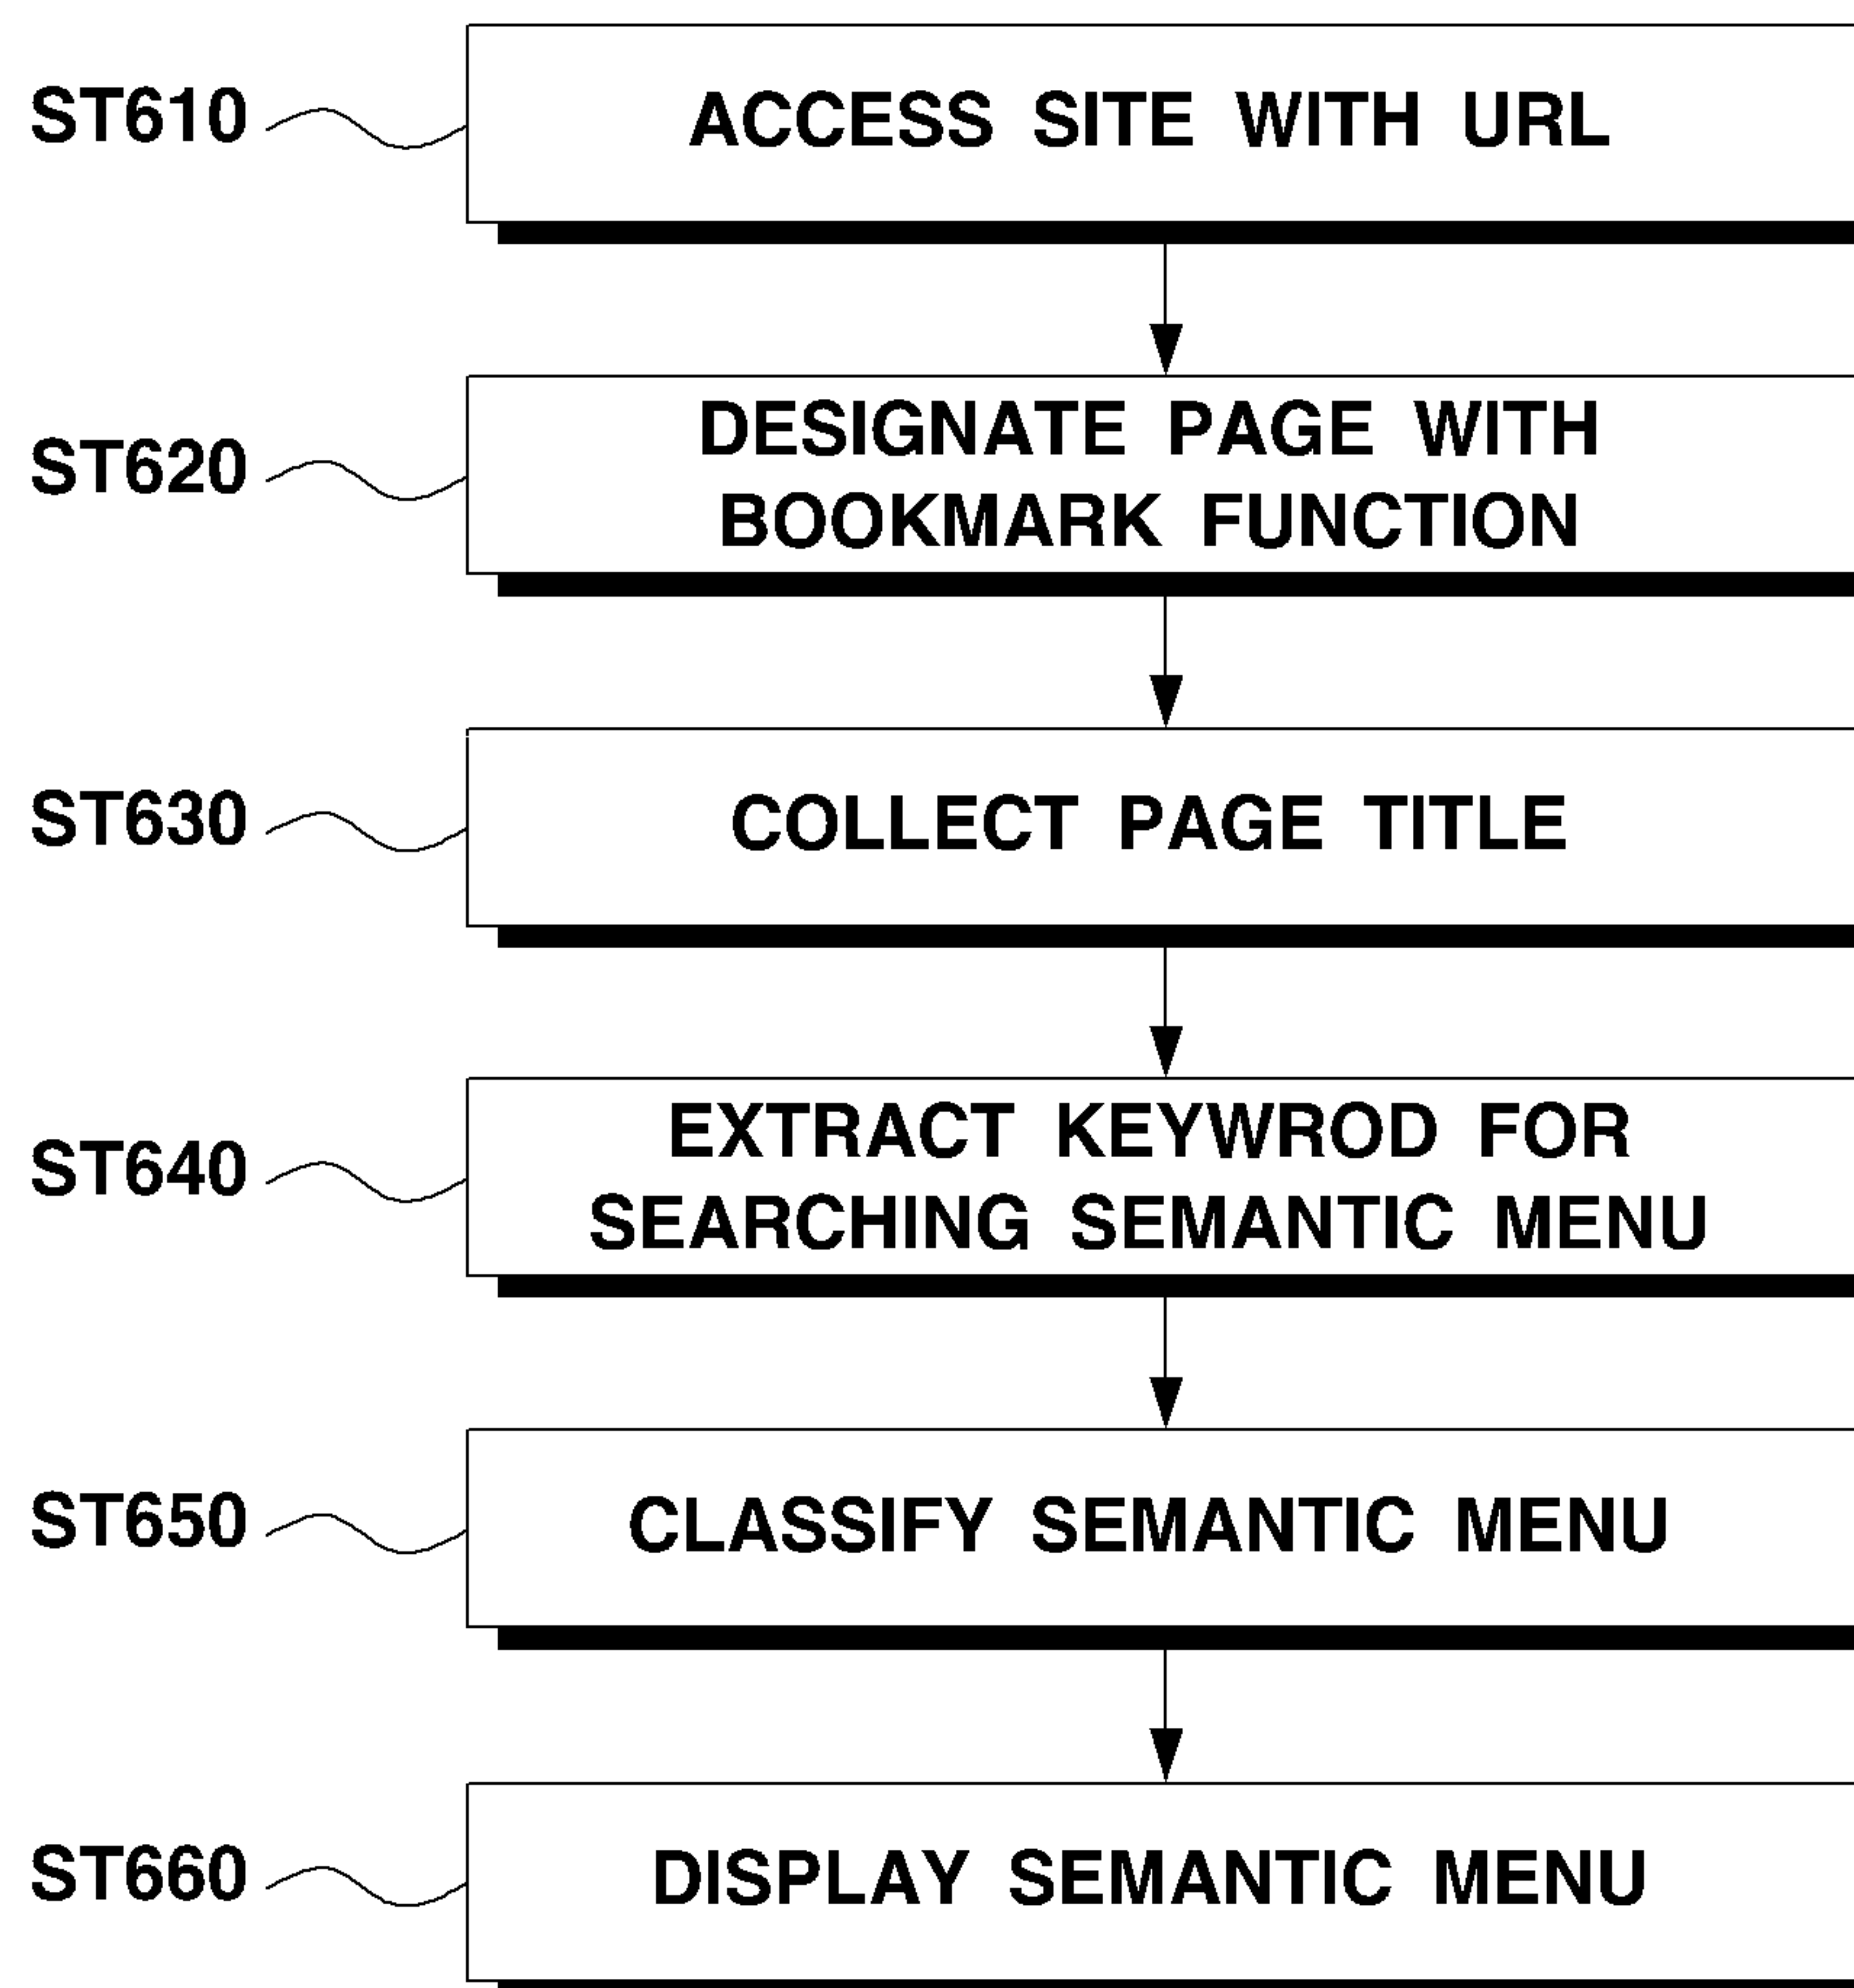 ST610
ACCESS SITE WITH URL
ST620
DESIGNATE PAGE WITH
BOOKMARK FUNCTION
ST630
COLLECT PAGE TITLE
ST640
EXTRACT KEYWROD FOR
SEARCHING SEMANTIC MENU
ST650
CLASSIFY SEMANTIC MENU
ST660
DISPLAY SEMANTIC MENU